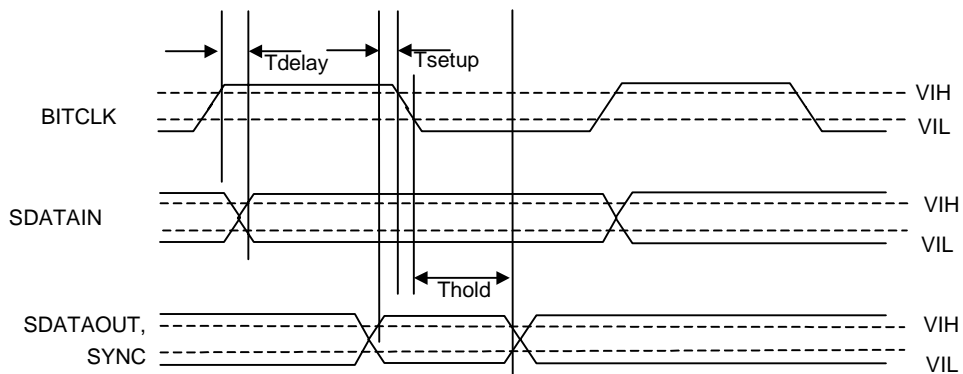 Tdelay
Tsetup
BITCLK
VIH
VIL
SDATAIN
VIH
VIL
Thold
SDATAOUT,
SYNC
VIH
VIL